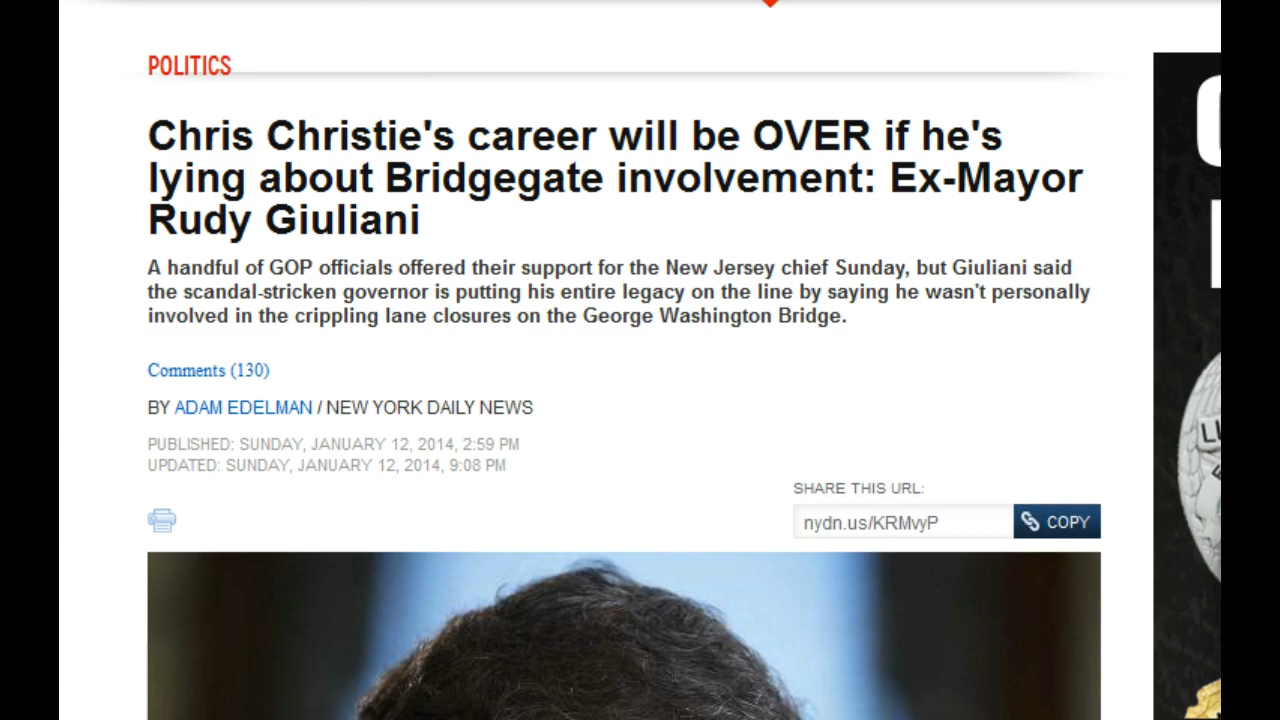 POLITICS
Chris Christie's career will be OVER if he's
lying about Bridgegate involvement: Ex-Mayor
Rudy Giuliani
A handful of GOP officials offered their support for the New Jersey chief Sunday, but Giuliani said
the scandal-stricken governor is putting his entire legacy on the line by saying he wasn't personally
involved in the crippling lane closures on the George Washington Bridge.
Comments (130)
BY ADAM EDELMAN / NEW YORK DAILY NEWS
PUBLISHED: SUNDAY, JANUARY 12, 2014, 2:59 PM
UPDATED: SUNDAY, JANUARY 12, 2014, 9:08 PM
SHARE THIS URL:
nydn.us/KRMvyP COPY